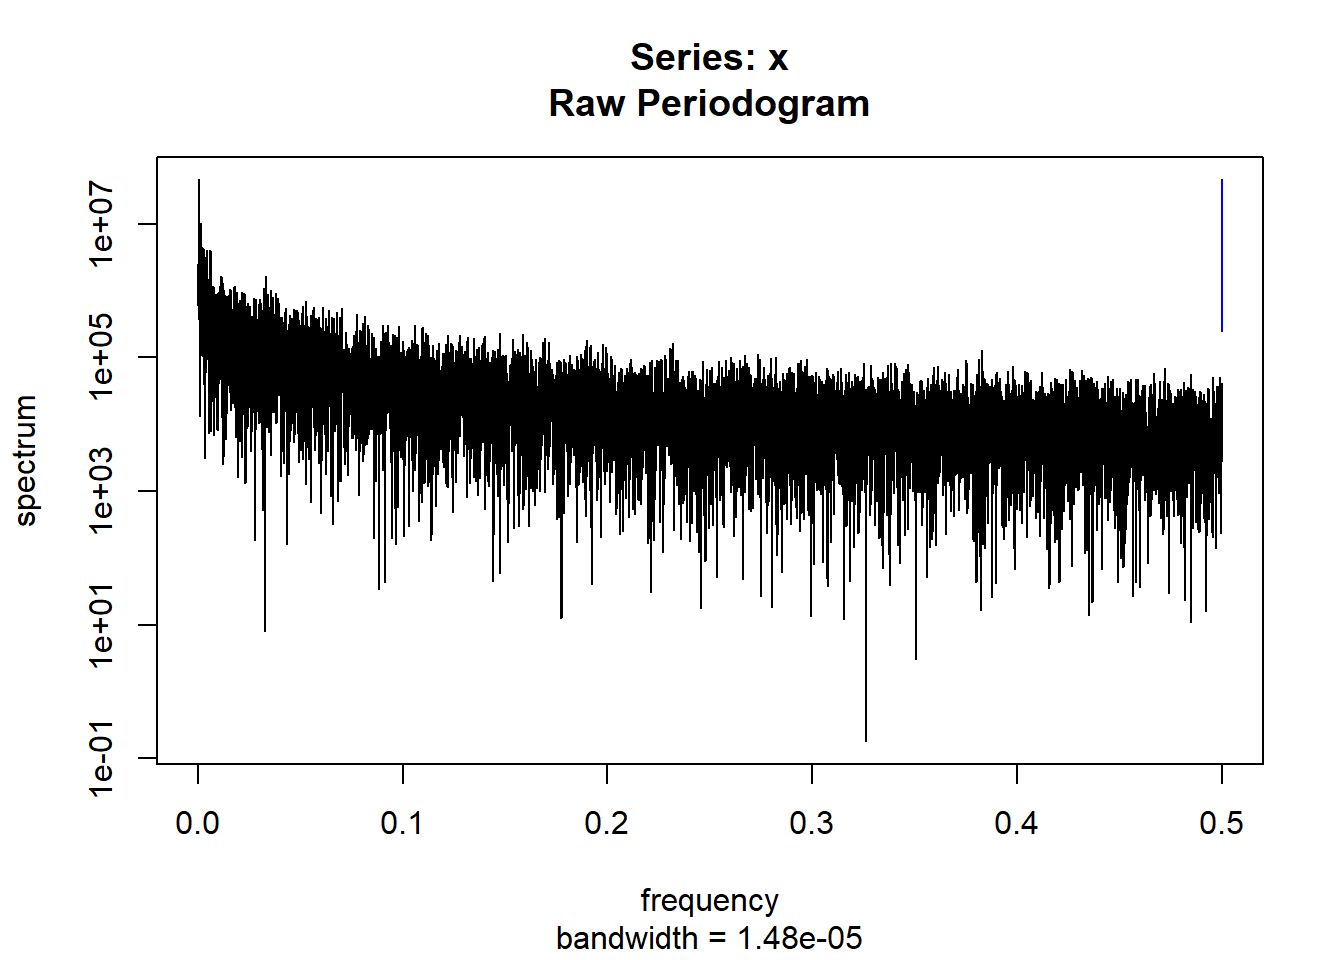 Series: x
Raw Periodogram
spectrum
1e+07
1e+05
1e+03
1e+01
1e-01
0.0 0.1 0.2 0.3 0.4 0.5
frequency
bandwidth = 1.48e-05